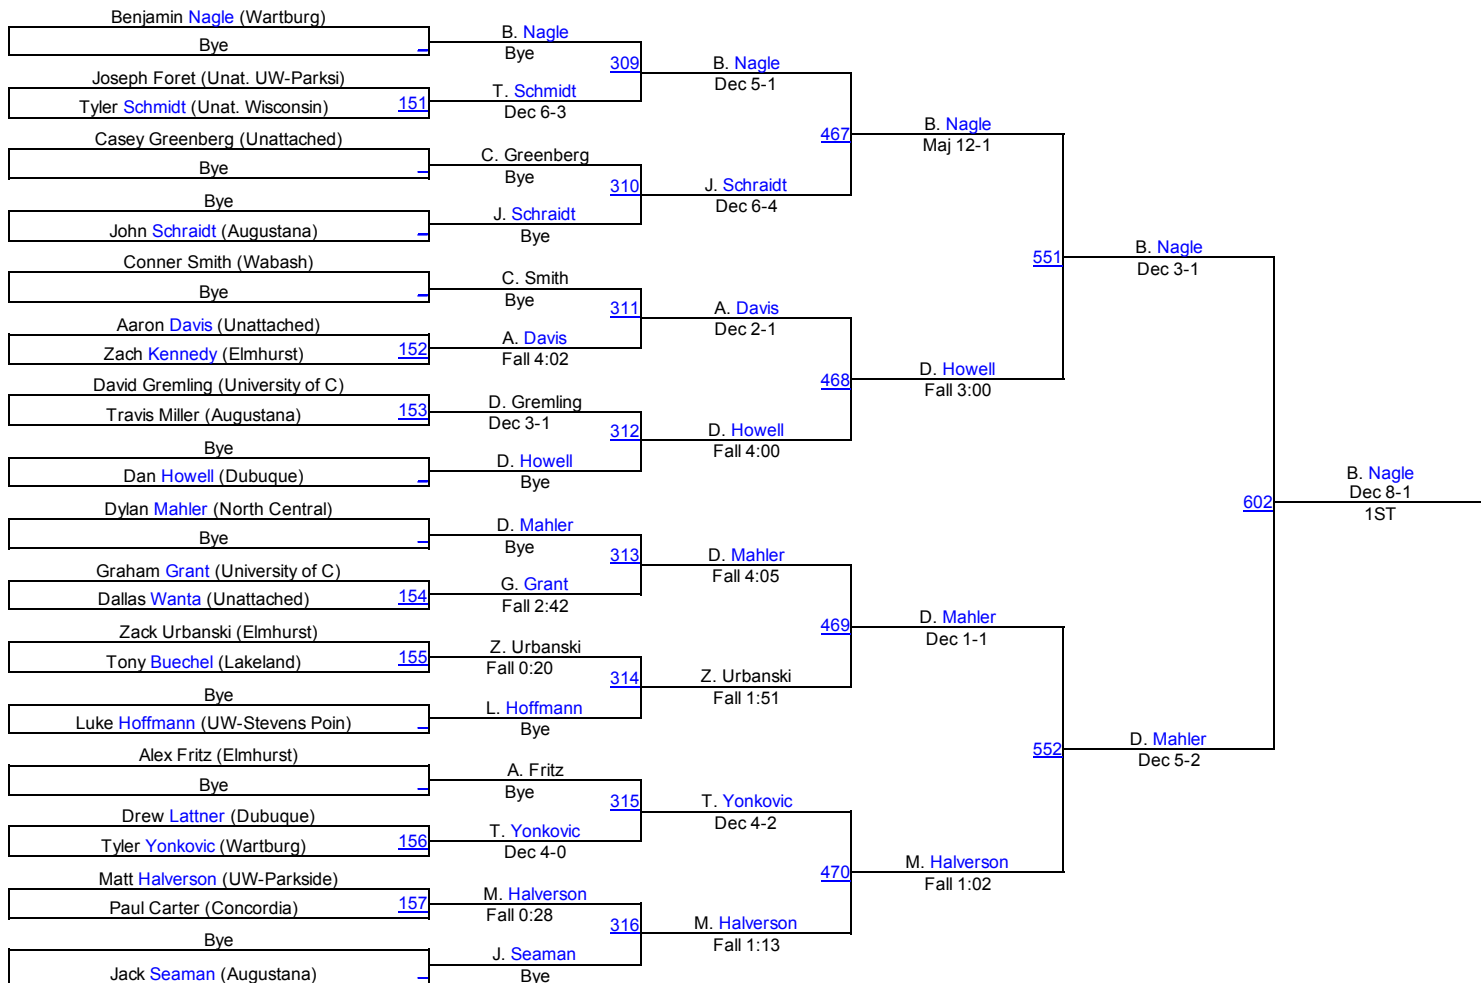 Benjamin Nagle (Wartburg)
Bye
Joseph Foret (Unat. UW-Parksi)
Tyler Schmidt (Unat. Wisconsin) 151
Casey Greenberg (Unattached)
Bye
Bye
John Schraidt (Augustana)
Conner Smith (Wabash)
Bye
Aaron Davis (Unattached)
Zach Kennedy (Elmhurst) 152
David Gremling (University of C)
Travis Miller (Augustana) 153
Bye
Dan Howell (Dubuque)
Dylan Mahler (North Central)
Bye
Graham Grant (University of C)
Dallas Wanta (Unattached) 154
Zack Urbanski (Elmhurst)
Tony Buechel (Lakeland) 155
Bye
Luke Hoffmann (UW-Stevens Poin)
Alex Fritz (Elmhurst)
Bye
Drew Lattner (Dubuque)
Tyler Yonkovic (Wartburg) 156
Matt Halverson (UW-Parkside)
Paul Carter (Concordia) 157
Bye
Jack Seaman (Augustana)
B. Nagle
Bye
309
T. Schmidt
Dec 6-3
C. Greenberg
Bye
310
J. Schraidt
Bye
C. Smith
Bye
311
A. Davis
Fall 4:02
D. Gremling
Dec 3-1
312
D. Howell
Bye
D. Mahler
Bye
313
G. Grant
Fall 2:42
Z. Urbanski
Fall 0:20
314
L. Hoffmann
Bye
A. Fritz
Bye
315
T. Yonkovic
Dec 4-0
M. Halverson
Fall 0:28
316
J. Seaman
Bye
B. Nagle
Dec 5-1
467
J. Schraidt
Dec 6-4
A. Davis
Dec 2-1
468
D. Howell
Fall 4:00
D. Mahler
Fall 4:05
469
Z. Urbanski
Fall 1:51
T. Yonkovic
Dec 4-2
470
M. Halverson
Fall 1:13
B. Nagle
Maj 12-1
551
D. Howell
Fall 3:00
D. Mahler
Dec 1-1
552
M. Halverson
Fall 1:02
B. Nagle
Dec 3-1
602
D. Mahler
Dec 5-2
B. Nagle
Dec 8-1
1ST